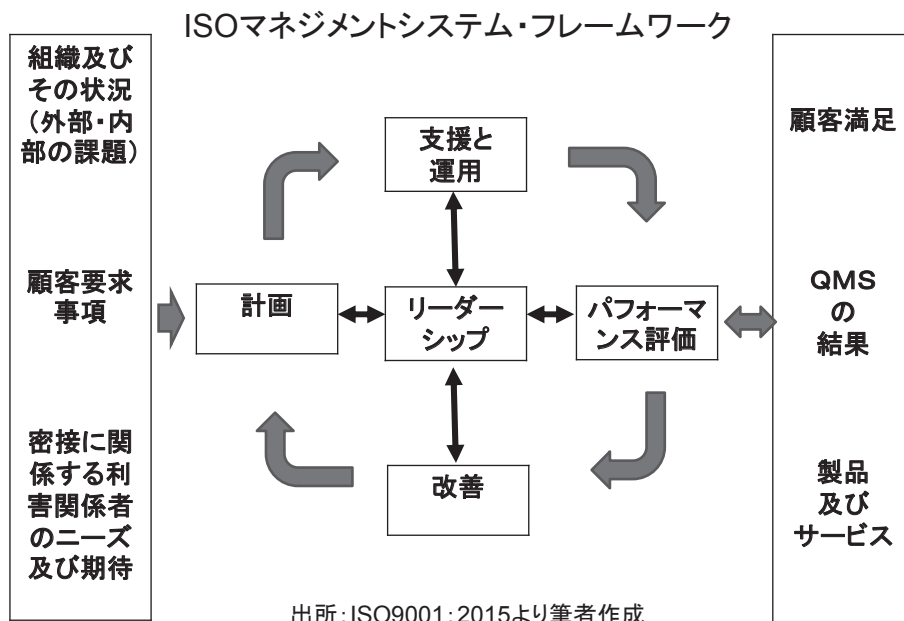 ISOマネジメントシステム・フレームワーク
組織及び
その状況
（外部・内
部の課題）
顧客要求
事項
密接に関
係する利
害関係者
のニーズ
及び期待
支援と
運用
計画
リーダー
シップ
パフォーマ
ンス評価
改善
顧客満足
ＱＭＳ
の
結果
製品
及び
サービス
出所：ISO9001：2015より筆者作成